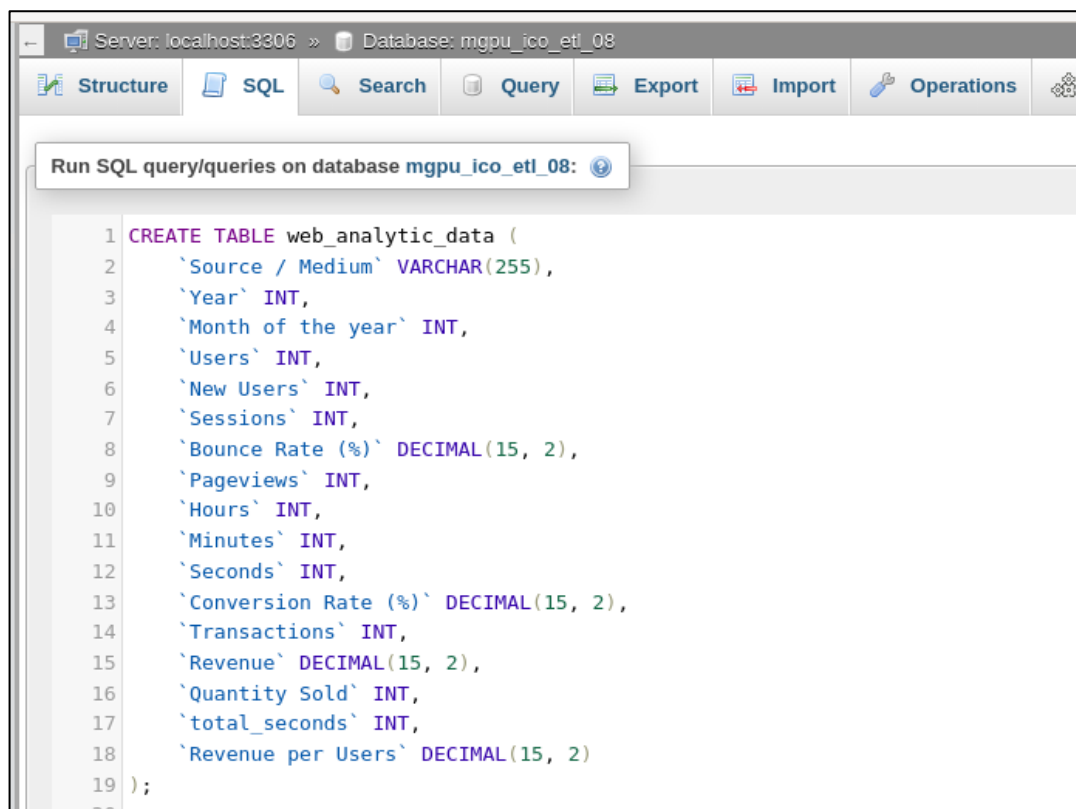 ← Server: localhost:3306 » Database: mgpu_ico_etl_08
Structure SQL Search Query Export Import Operations
Run SQL query/queries on database mgpu_ico_etl_08:
1 CREATE TABLE web_analytic_data (
2 `Source / Medium` VARCHAR(255),
3 `Year` INT,
4 `Month of the year` INT,
5 `Users` INT,
6 `New Users` INT,
7 `Sessions` INT,
8 `Bounce Rate (%)` DECIMAL(15, 2),
9 `Pageviews` INT,
10 `Hours` INT,
11 `Minutes` INT,
12 `Seconds` INT,
13 `Conversion Rate (%)` DECIMAL(15, 2),
14 `Transactions` INT,
15 `Revenue` DECIMAL(15, 2),
16 `Quantity Sold` INT,
17 `total_seconds` INT,
18 `Revenue per Users` DECIMAL(15, 2)
19 );